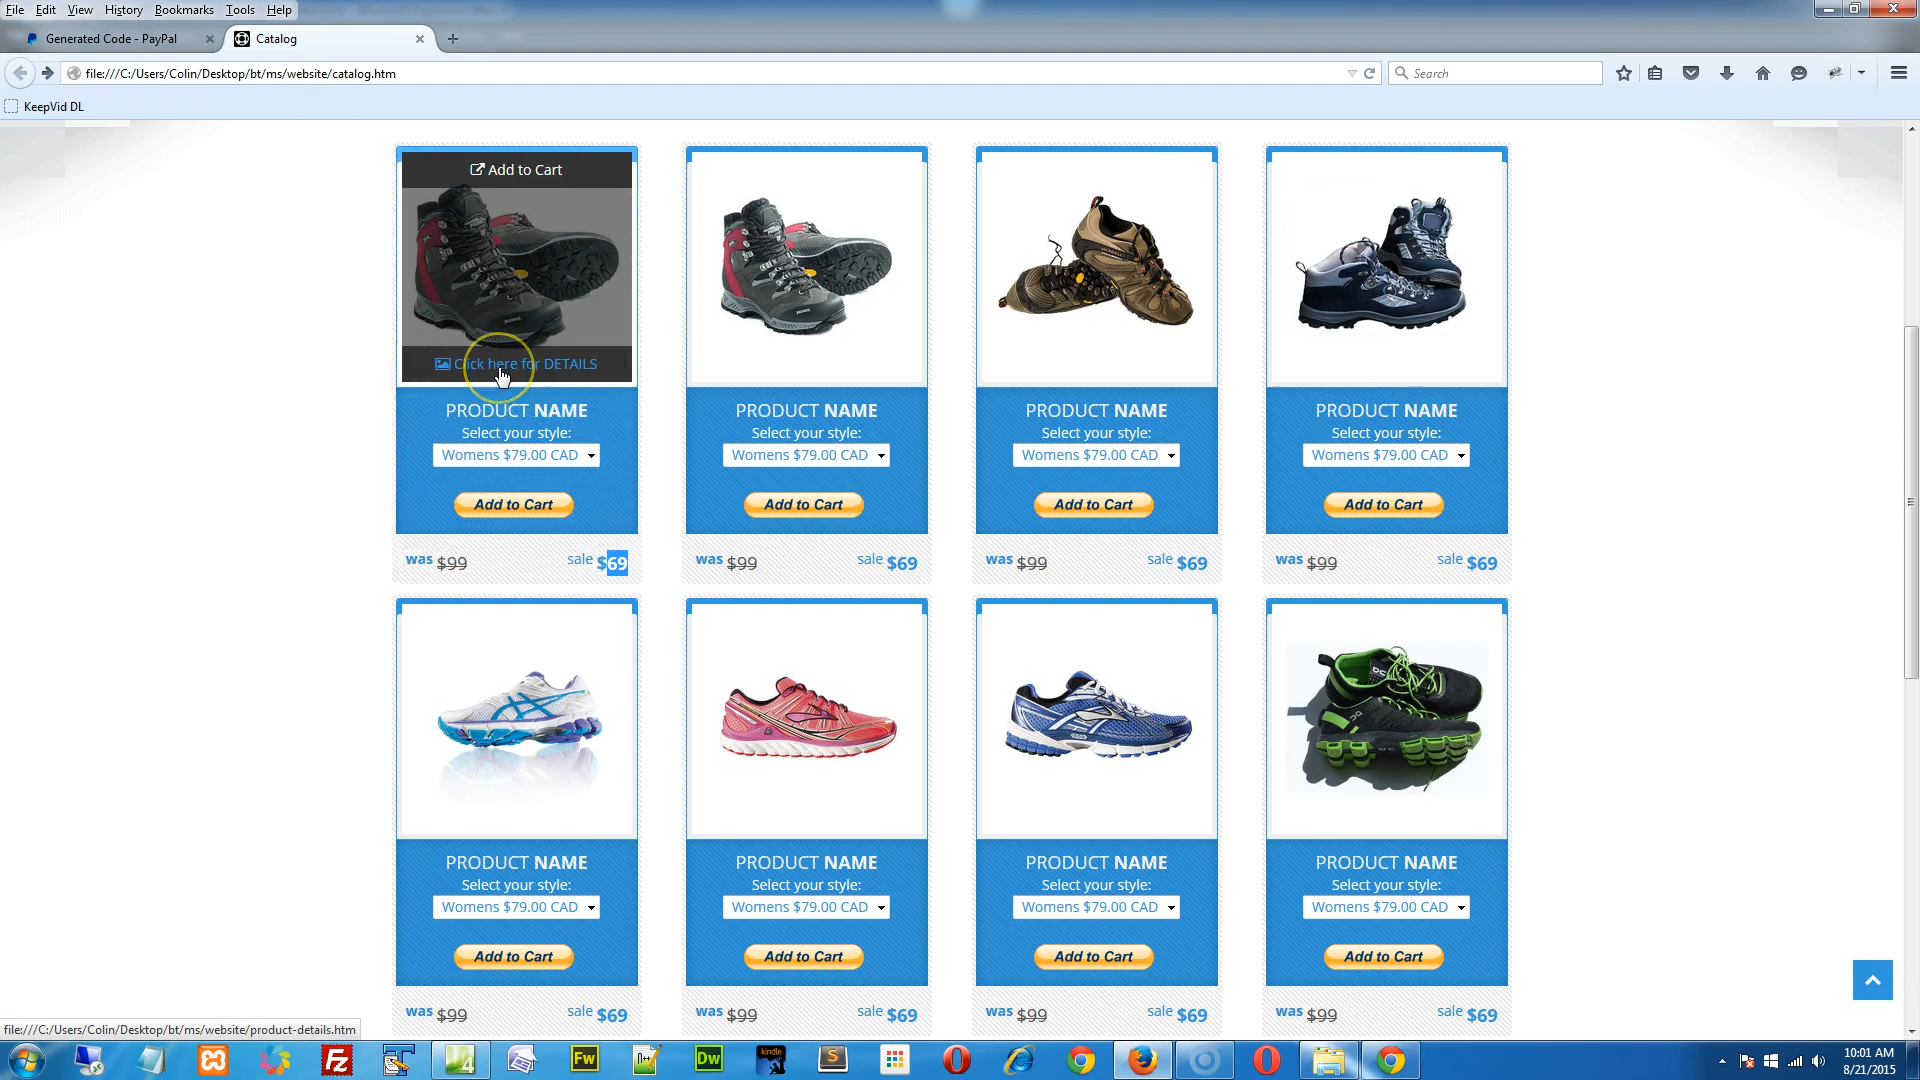 File Edit View History Bookmarks Tools Help
Generated Code - PayPal
Catalog
file:///C:/Users/Colin/Desktop/bt/ms/website/catalog.htm
Search
KeepVid DL
Add to Cart
Click here for DETAILS
PRODUCT NAME PRODUCT NAME PRODUCT NAME PRODUCT NAME
Select your style: Select your style: Select your style: Select your style:
Womens $79.00 CAD Womens $79.00 CAD Womens $79.00 CAD Womens $79.00 CAD
Add to Cart Add to Cart Add to Cart Add to Cart
was $99 sale $69 was $99 sale $69 was $99 sale $69 was $99 sale $69
PRODUCT NAME PRODUCT NAME PRODUCT NAME PRODUCT NAME
Select your style: Select your style: Select your style: Select your style:
Womens $79.00 CAD Womens $79.00 CAD Womens $79.00 CAD Womens $79.00 CAD
Add to Cart Add to Cart Add to Cart Add to Cart
was $99 sale $69 was $99 sale $69 was $99 sale $69 was $99 sale $69
file:///C:/Users/Colin/Desktop/bt/ms/website/product-details.htm
Fz
4
Fw
Dw
kindle
S
10:01 AM
8/21/2015